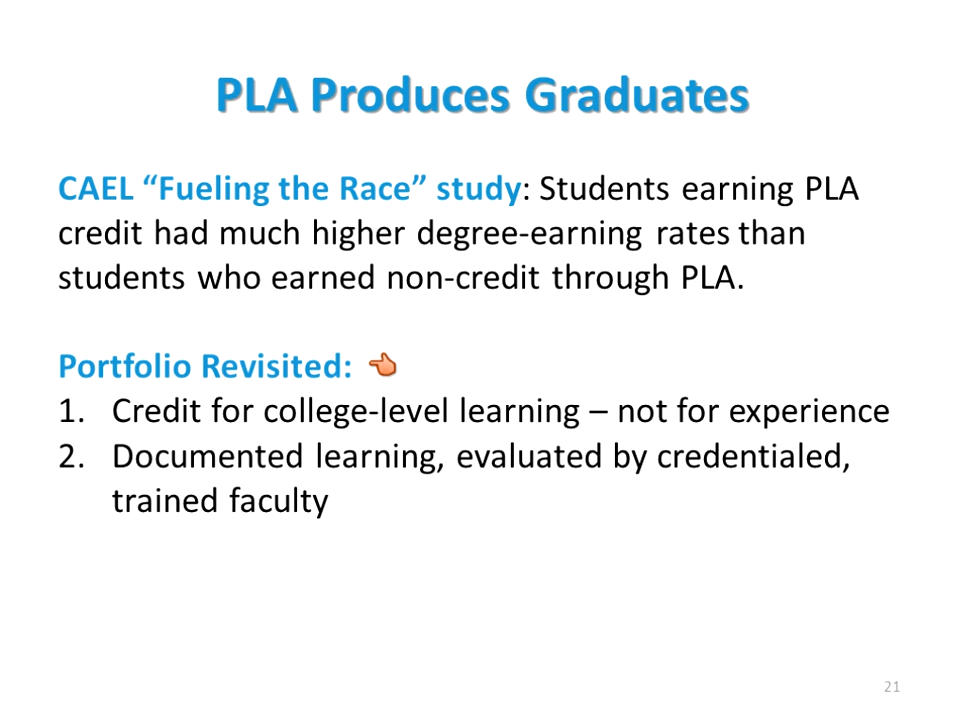 PLA Produces Graduates
CAEL “Fueling the Race” study: Students earning PLA
credit had much higher degree-earning rates than
students who earned non-credit through PLA.
Portfolio Revisited:
1. Credit for college-level learning – not for experience
2. Documented learning, evaluated by credentialed,
trained faculty
21